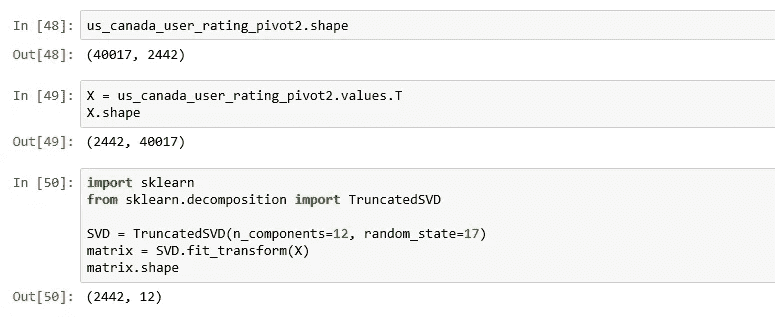 In [48]: us_canada_user_rating_pivot2.shape
Out[48]: (40017, 2442)
In [49]: X = us_canada_user_rating_pivot2.values.T
X.shape
Out[49]: (2442, 40017)
In [50]: import sklearn
from sklearn.decomposition import TruncatedSVD
SVD = TruncatedSVD(n_components=12, random_state=17)
matrix = SVD.fit_transform(X)
matrix.shape
Out[50]: (2442, 12)